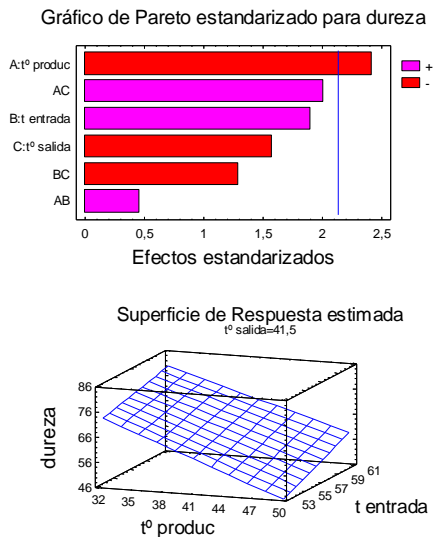 Gráfico de Pareto estandarizado para dureza
A:tº produc
AC
B:t entrada
C:tº salida
BC
AB
+
-
0 0,5 1 1,5 2 2,5
Efectos estandarizados
Superficie de Respuesta estimada
tº salida=41,5
dureza
86
76
66
56
46
32 35 38 41 44 47 50
tº produc
53 55 57 59 61
t entrada